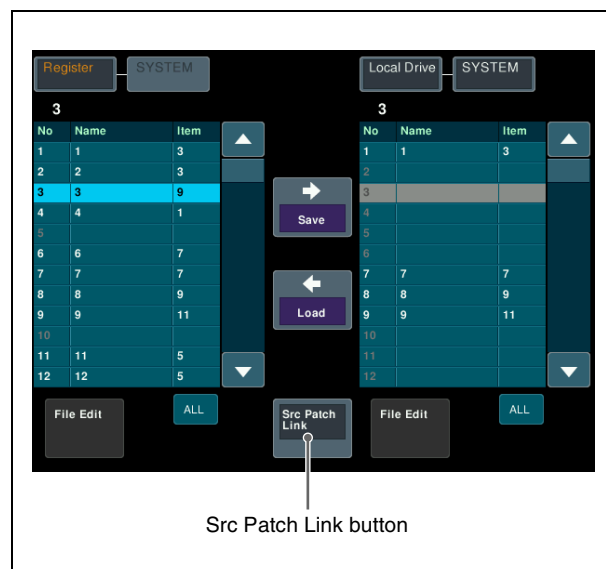 Register SYSTEM Local Drive SYSTEM
3 3
No Name Item No Name Item
1 1 3 1 1 3
2 2 3 2
3 3 9 3
4 4 1 4
5 5
6 6 7 6
7 7 7 7 7 7
8 8 9 8 8 9
9 9 11 9 9 11
10 10
11 11 5 11
12 12 5 12
Save
Load
File Edit ALL Src Patch Link File Edit ALL
Src Patch Link button